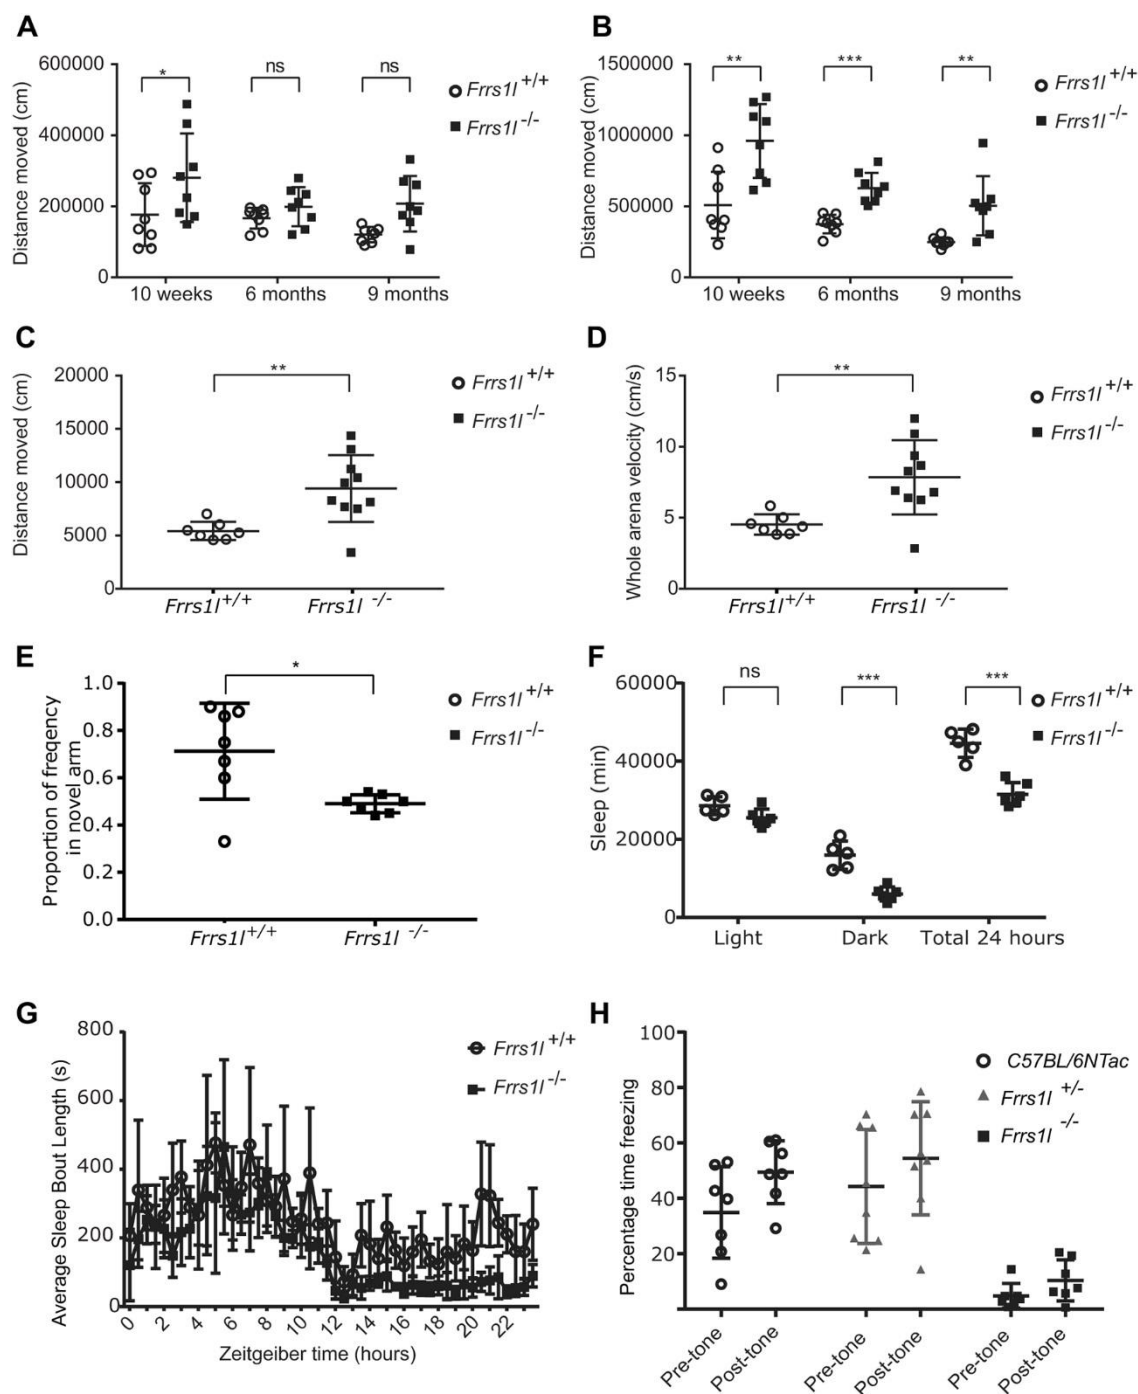 A
Distance moved (cm)
600000
400000
200000
0
*
ns
ns
Frrs1l +/+
Frrs1l -/-
10 weeks
6 months
9 months
B
Distance moved (cm)
1500000
1000000
500000
0
**
***
**
Frrs1l +/+
Frrs1l -/-
10 weeks
6 months
9 months
C
Distance moved (cm)
20000
15000
10000
5000
0
**
Frrs1l +/+
Frrs1l -/-
Frrs1l +/+
Frrs1l -/-
D
Whole arena velocity (cm/s)
15
10
5
0
**
Frrs1l +/+
Frrs1l -/-
Frrs1l +/+
Frrs1l -/-
E
Proportion of freqency
in novel arm
1.0
0.8
0.6
0.4
0.2
0.0
*
Frrs1l +/+
Frrs1l -/-
Frrs1l +/+
Frrs1l -/-
F
Sleep (min)
60000
40000
20000
0
ns
***
***
Frrs1l +/+
Frrs1l -/-
Light
Dark
Total 24 hours
G
Average Sleep Bout Length (s)
800
600
400
200
0
Frrs1l +/+
Frrs1l -/-
0 2 4 6 8 10 12 14 16 18 20 22
Zeitgeiber time (hours)
H
Percentage time freezing
100
80
60
40
20
C57BL/6NTac
Frrs1l +/-
Frrs1l -/-
Pre-tone
Post-tone
Pre-tone
Post-tone
Pre-tone
Post-tone